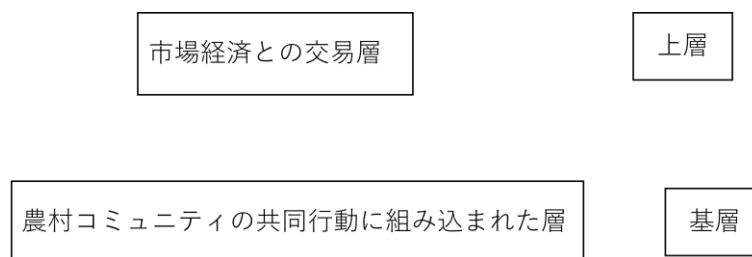 市場経済との交易層
上層
農村コミュニティの共同行動に組み込まれた層
基層